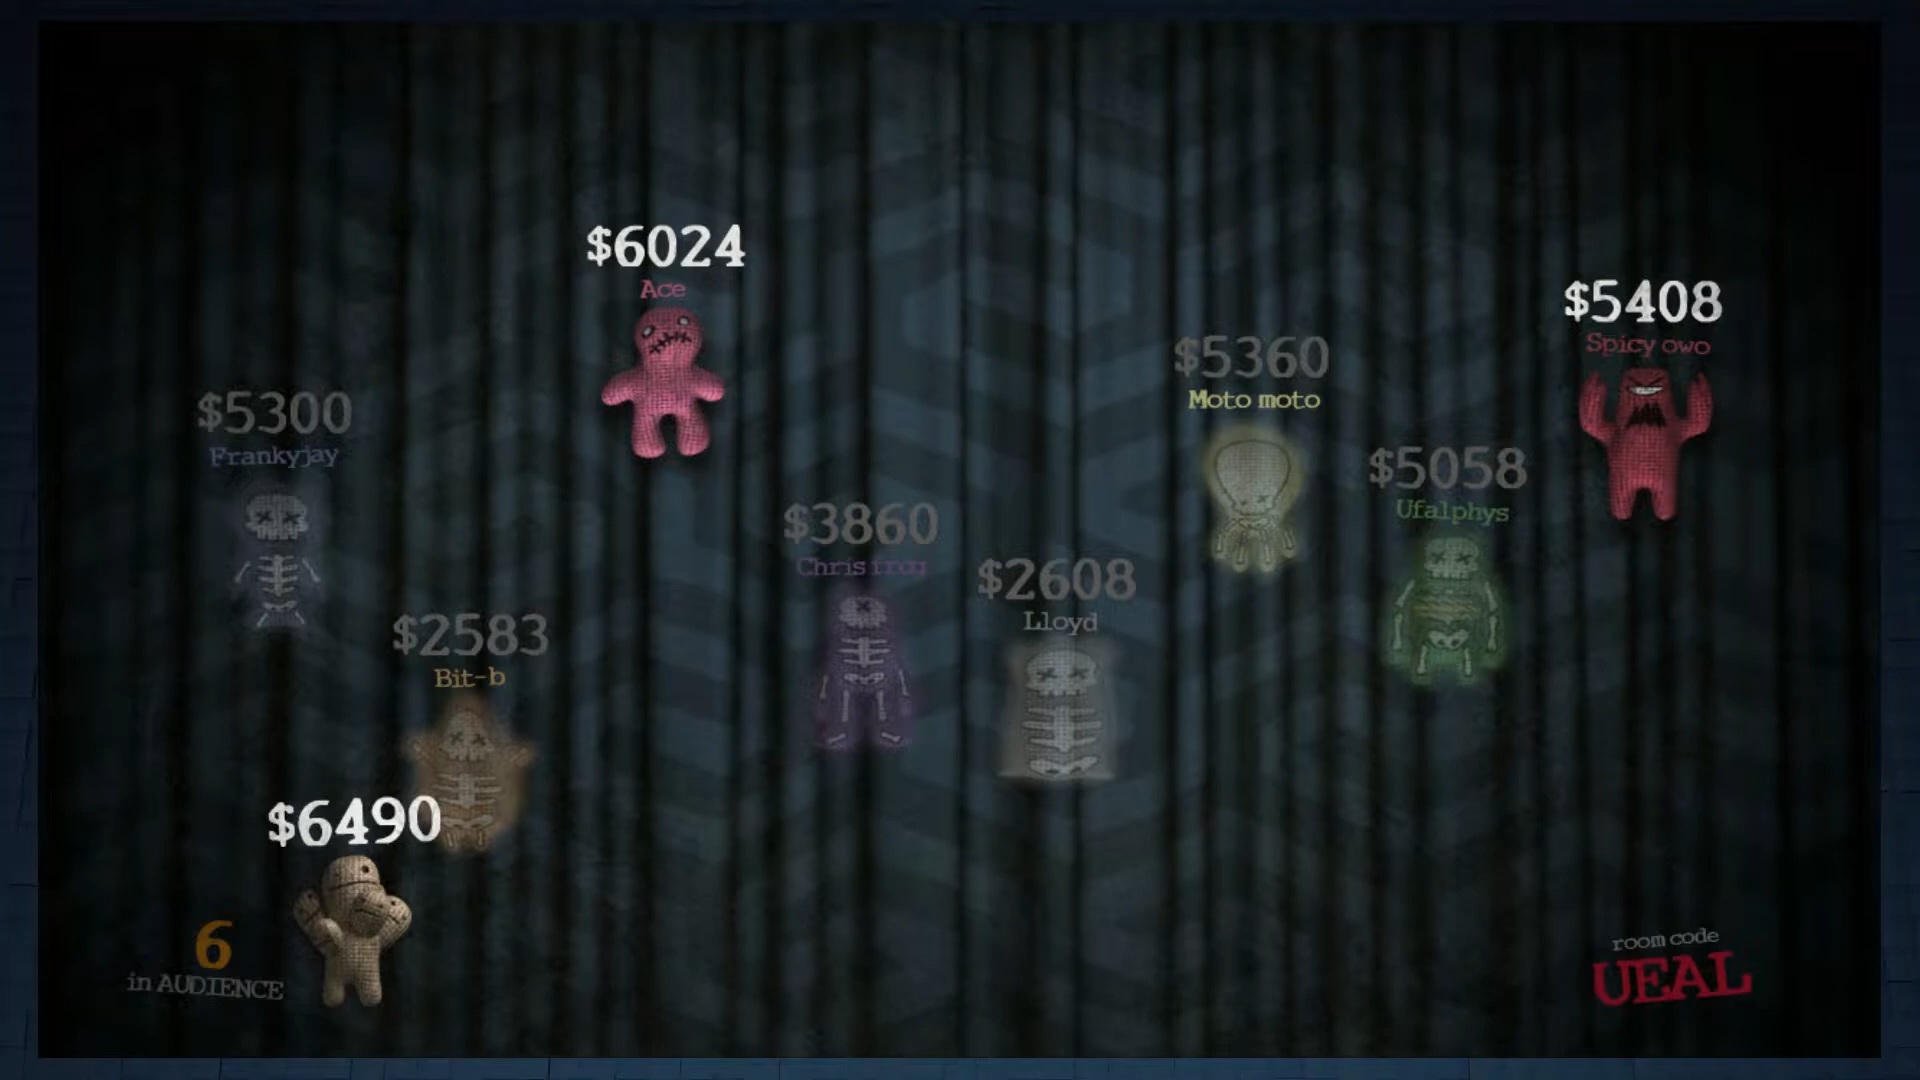 $6024
Ace
$5408
Spicy owo
$5360
Moto moto
$5300
Frankyjay
$5058
Ufalphys
$3860
Chris
$2608
Lloyd
$2583
Bit-b
$6490
6
in AUDIENCE
room code
UEAL